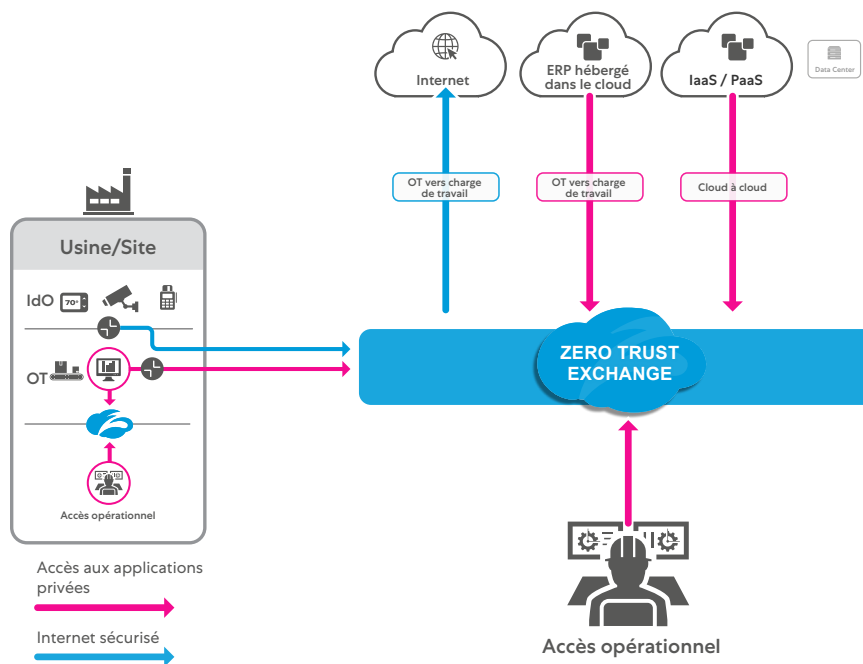 Internet
ERP hébergé
dans le cloud
IaaS / PaaS
Data Center
OT vers charge
de travail
OT vers charge
de travail
Cloud à cloud
Usine/Site
IdO
70°
OT
Accès opérationnel
ZERO TRUST
EXCHANGE
Accès opérationnel
Accès aux applications
privées
Internet sécurisé